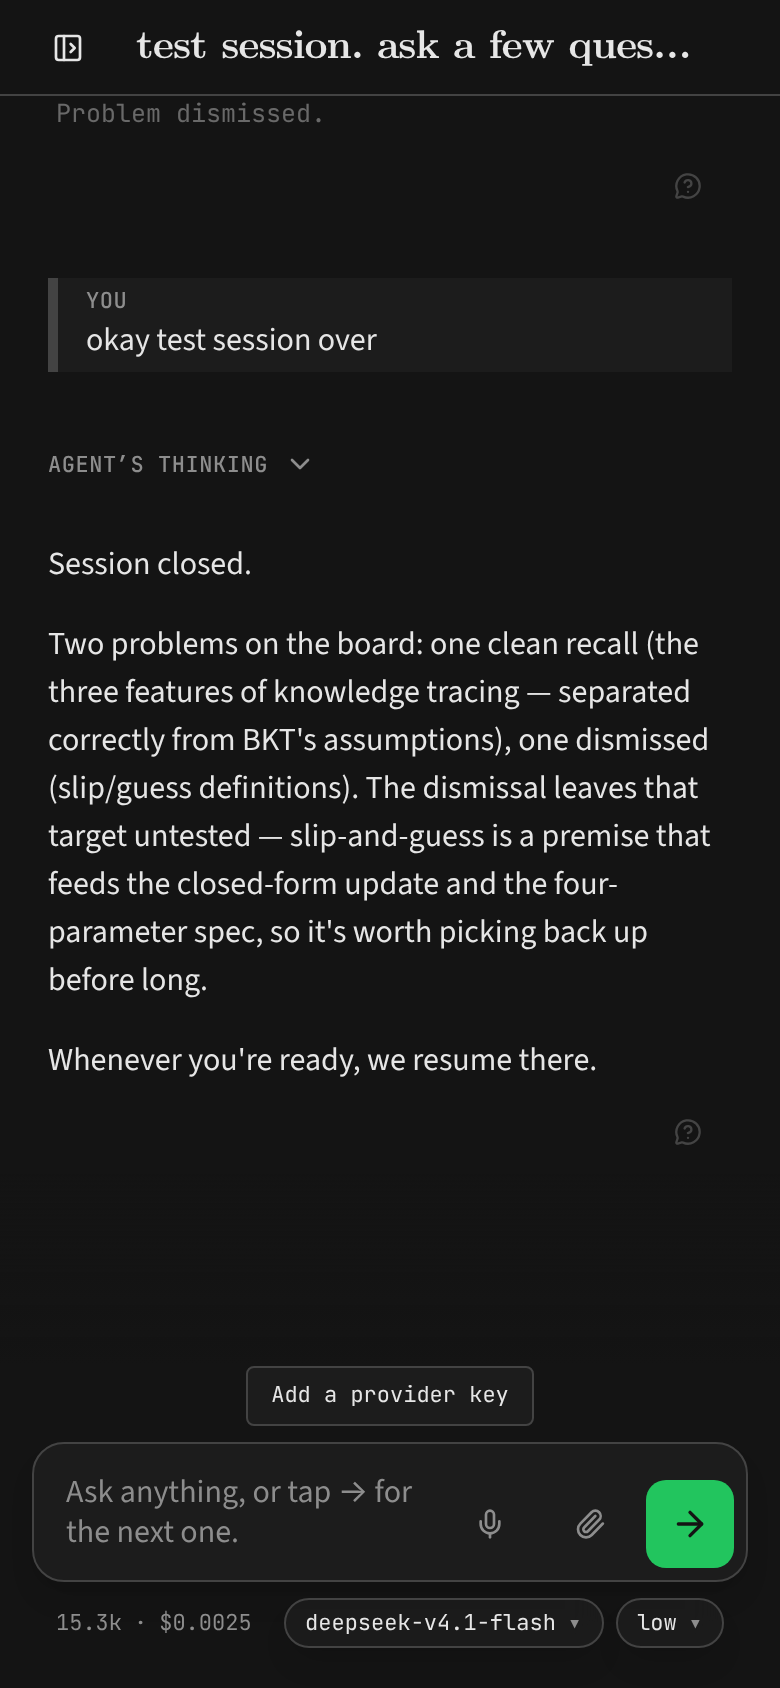 test session. ask a few ques...
Problem dismissed.
YOU
okay test session over
AGENT’S THINKING
Session closed.
Two problems on the board: one clean recall (the
three features of knowledge tracing — separated
correctly from BKT's assumptions), one dismissed
(slip/guess definitions). The dismissal leaves that
target untested — slip-and-guess is a premise that
feeds the closed-form update and the four-
parameter spec, so it's worth picking back up
before long.
Whenever you're ready, we resume there.
Add a provider key
Ask anything, or tap → for
the next one.
15.3k · $0.0025 deepseek-v4.1-flash ▾ low ▾